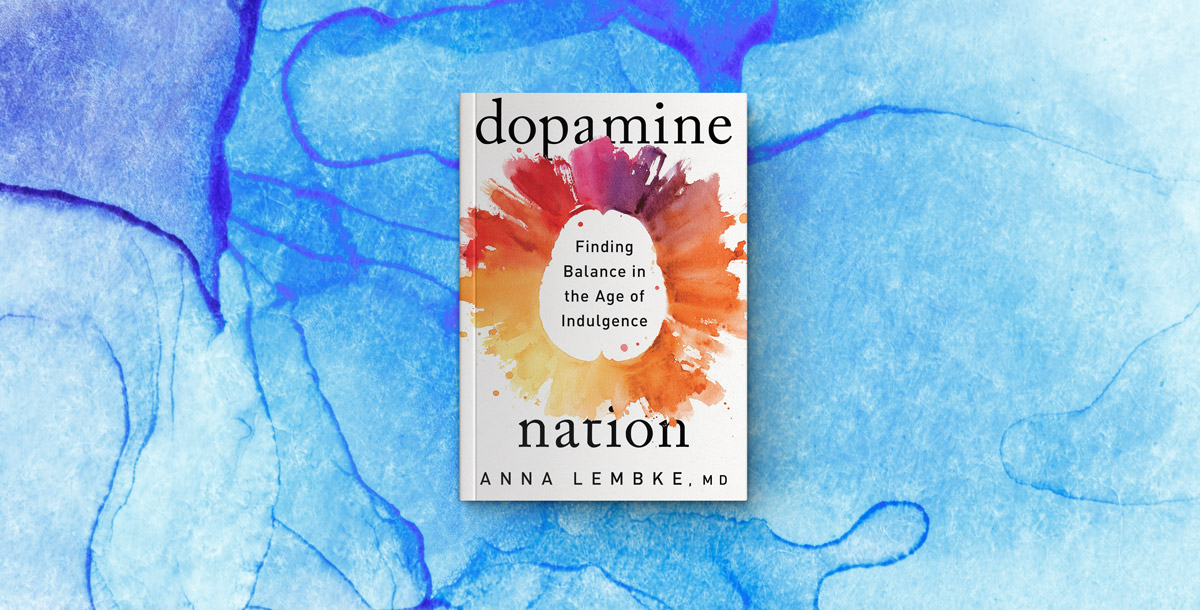 dopamine
Finding
Balance in
the Age of
Indulgence
nation
ANNA LEMBKE, MD